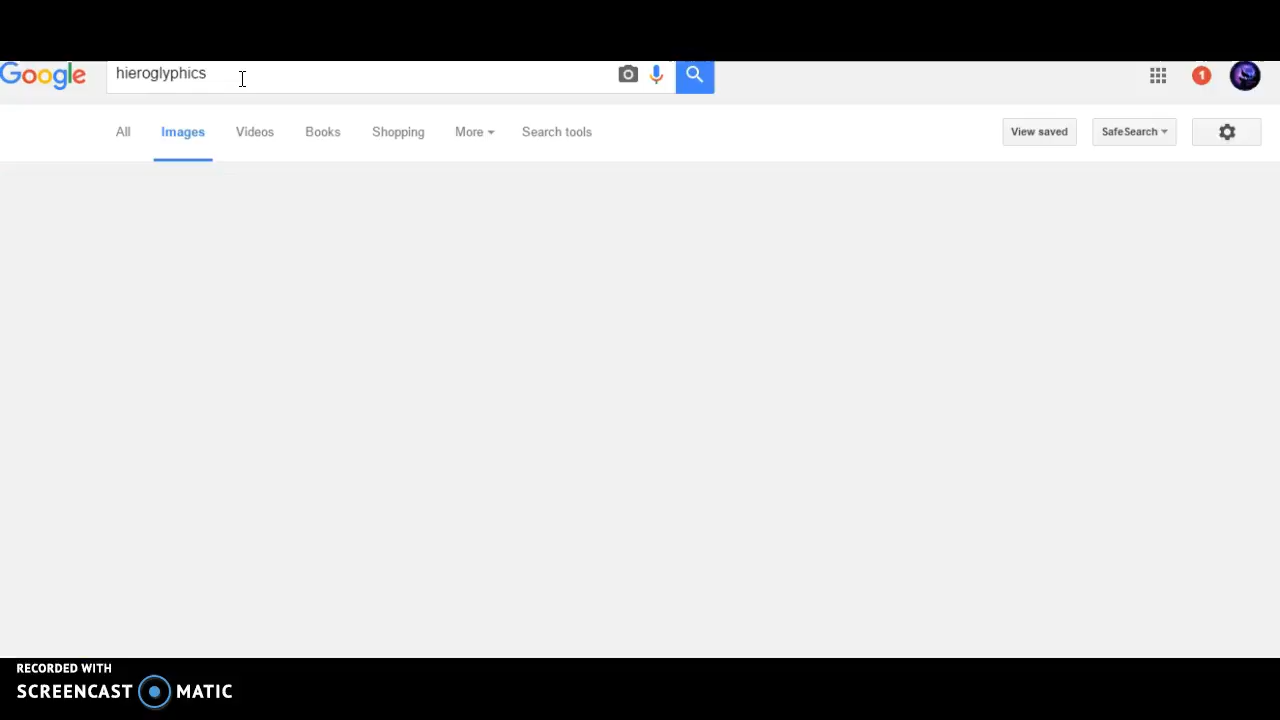 Google hieroglyphics 1
All Images Videos Books Shopping More Search tools View saved SafeSearch
RECORDED WITH
SCREENCAST MATIC